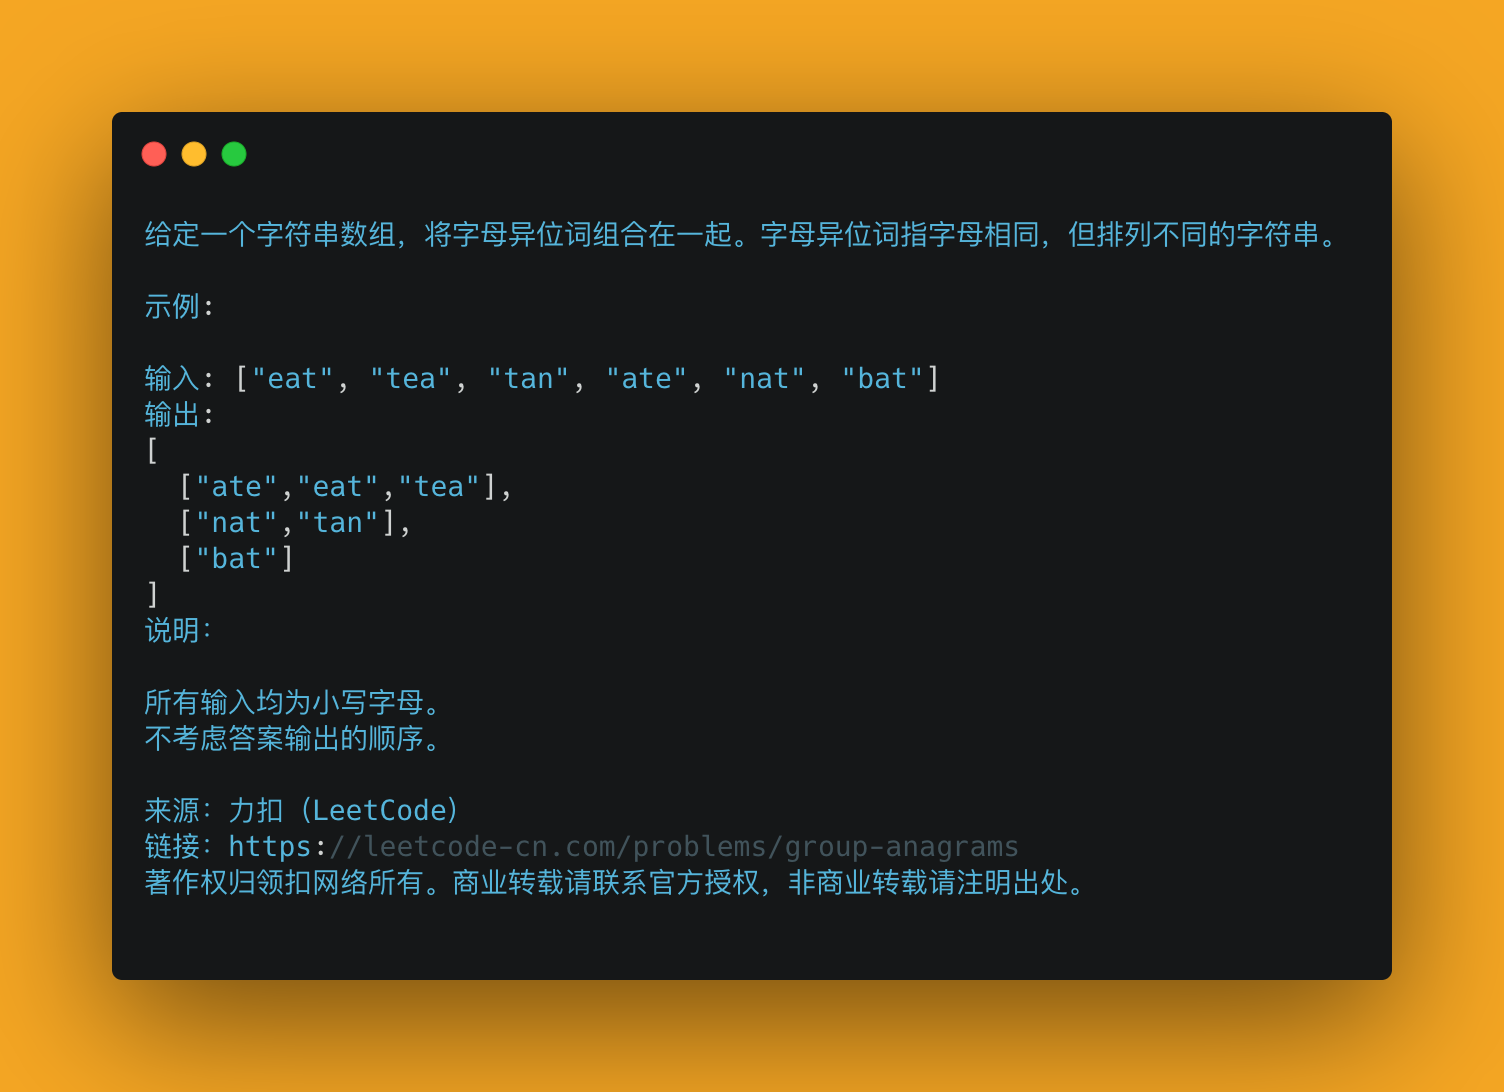 给定一个字符串数组，将字母异位词组合在一起。字母异位词指字母相同，但排列不同的字符串。
示例:
输入: ["eat", "tea", "tan", "ate", "nat", "bat"]
输出:
[
  ["ate","eat","tea"],
  ["nat","tan"],
  ["bat"]
]
说明：
所有输入均为小写字母。
不考虑答案输出的顺序。
来源：力扣（LeetCode）
链接：https://leetcode-cn.com/problems/group-anagrams
著作权归领扣网络所有。商业转载请联系官方授权，非商业转载请注明出处。